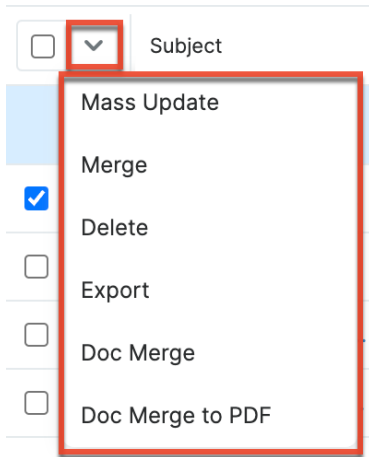 Subject
Mass Update
Merge
Delete
Export
Doc Merge
Doc Merge to PDF